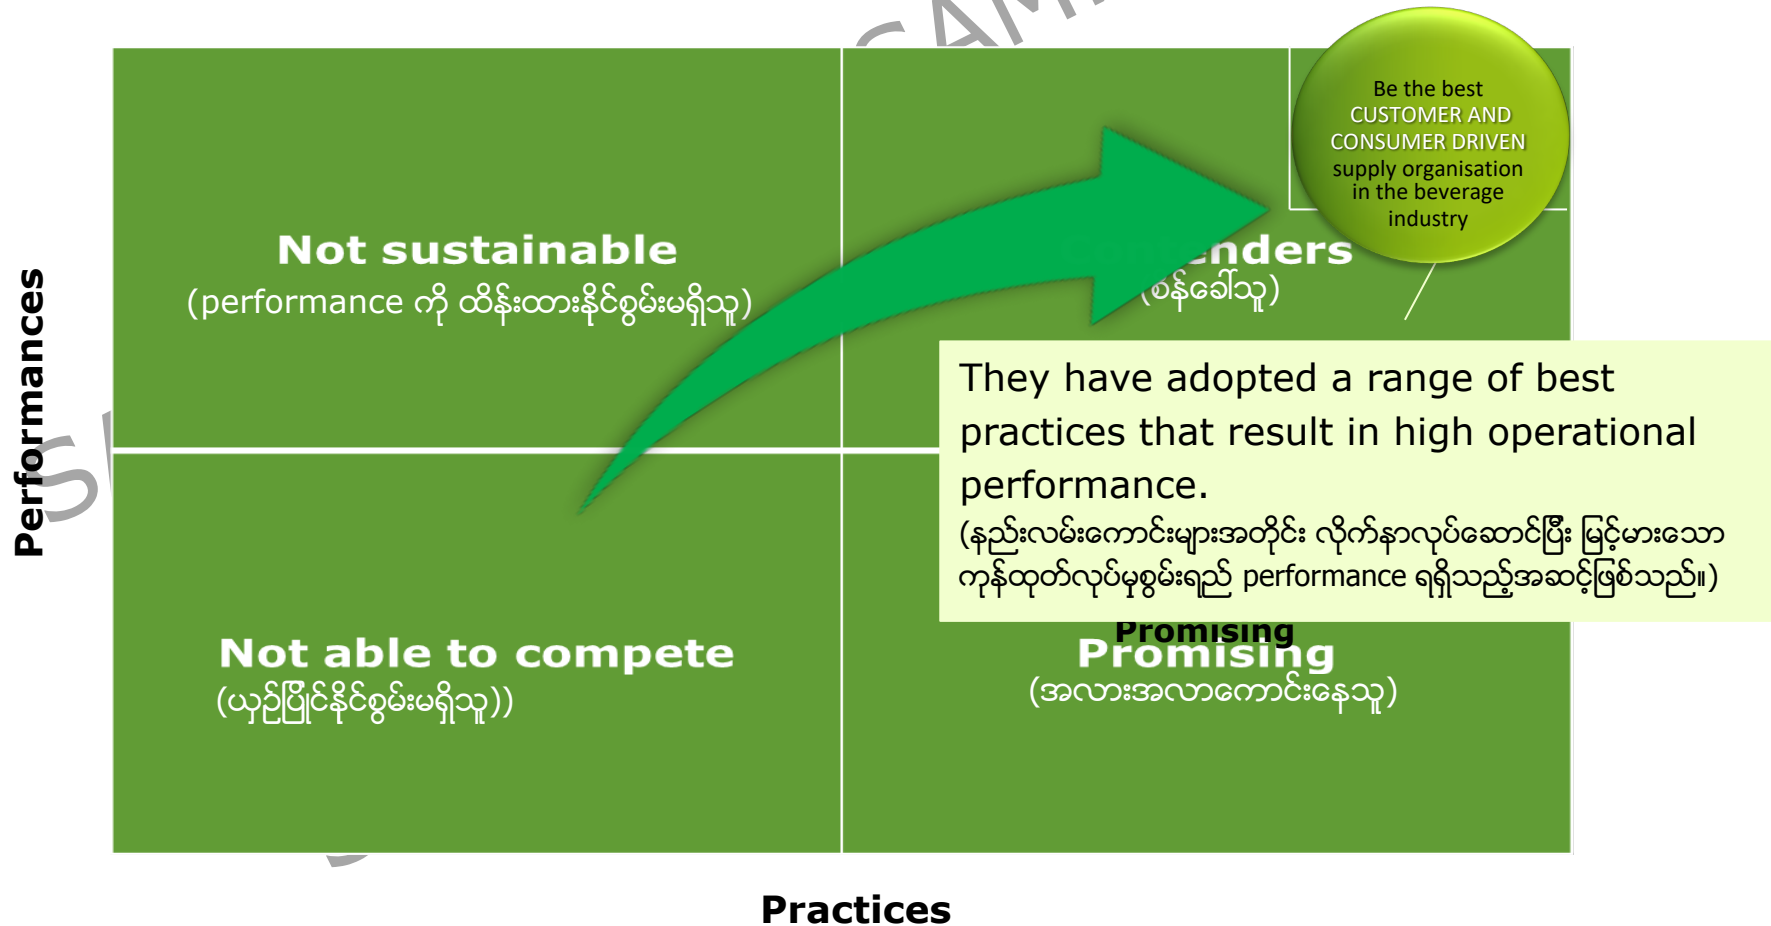 Be the best
CUSTOMER AND
CONSUMER DRIVEN
supply organisation
in the beverage
industry
Not sustainable
(performance ကို ထိန်းထားနိုင်စွမ်းမရှိသူ)
Contenders
(စိန်ခေါ်သူ)
Performances
They have adopted a range of best
practices that result in high operational
performance.
(နည်းလမ်းကောင်းများအတိုင်း လိုက်နာလုပ်ဆောင်ပြီး မြင့်မားသော
ကုန်ထုတ်လုပ်မှုစွမ်းရည် performance ရရှိသည့်အဆင့်ဖြစ်သည်။)
Not able to compete
(ယှဉ်ပြိုင်နိုင်စွမ်းမရှိသူ))
Promising
Promising
(အလားအလာကောင်းနေသူ)
Practices